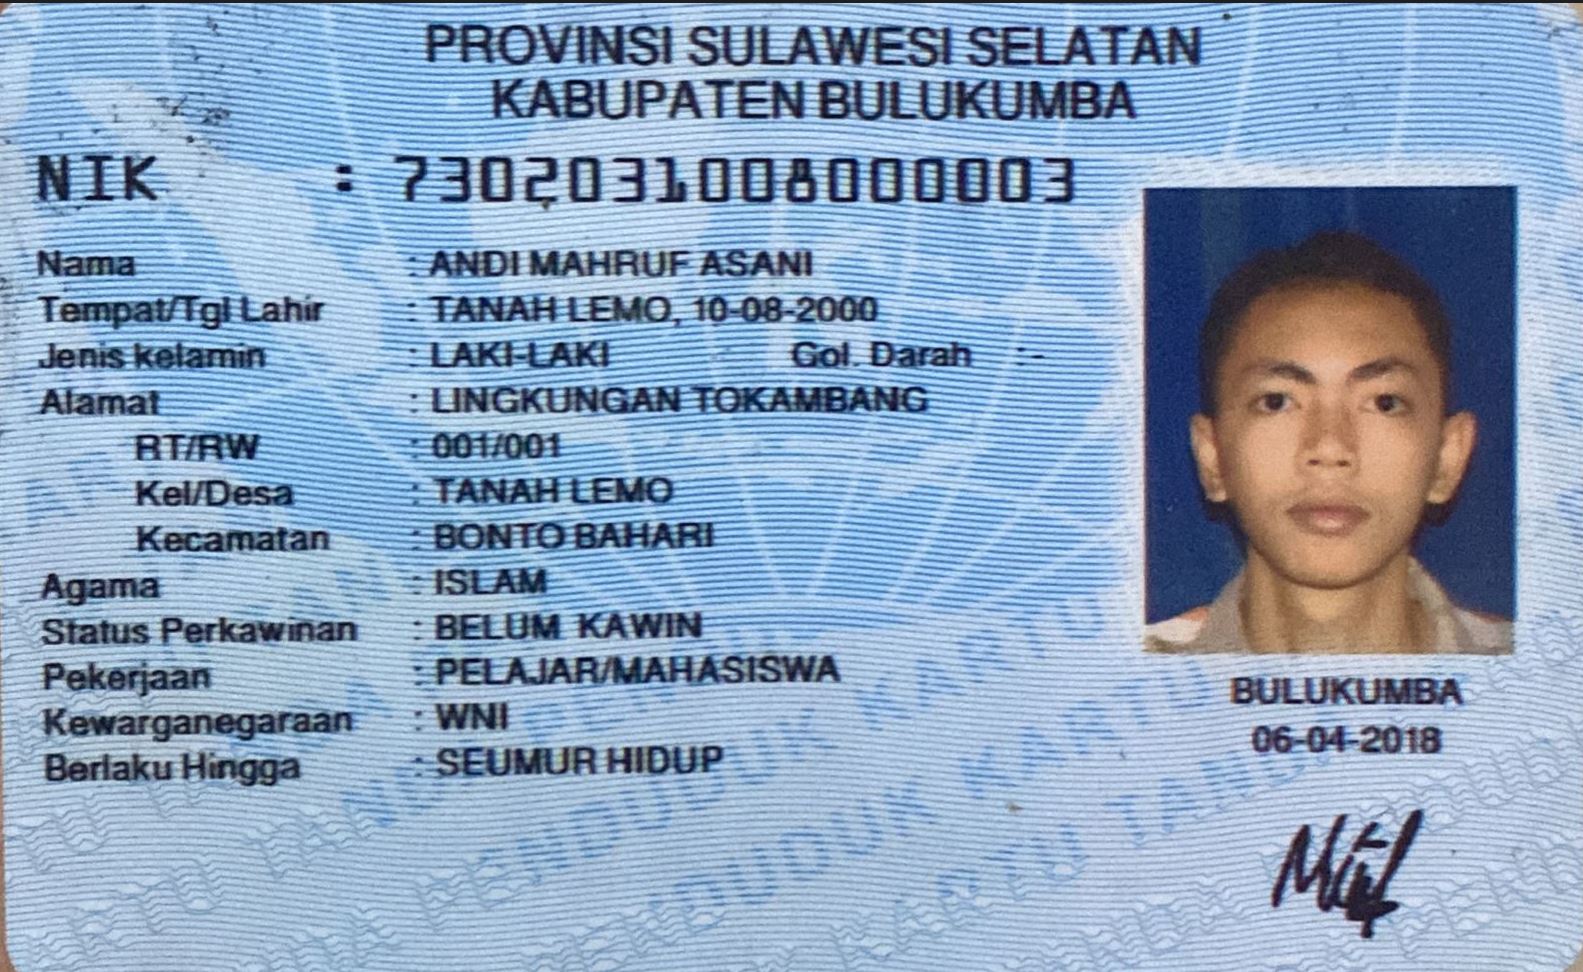 PROVINSI SULAWESI SELATAN
KABUPATEN BULUKUMBA
NIK : 7302031008000003
Nama : ANDI MAHRUF ASANI
Tempat/Tgl Lahir : TANAH LEMO, 10-08-2000
Jenis kelamin : LAKI-LAKI Gol. Darah :-
Alamat : LINGKUNGAN TOKAMBANG
RT/RW : 001/001
Kel/Desa : TANAH LEMO
Kecamatan : BONTO BAHARI
Agama : ISLAM
Status Perkawinan : BELUM KAWIN
Pekerjaan : PELAJAR/MAHASISWA
Kewarganegaraan : WNI
Berlaku Hingga : SEUMUR HIDUP
BULUKUMBA
06-04-2018